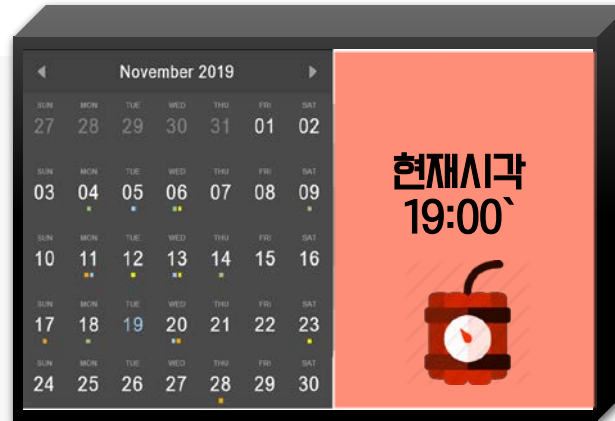 November 2019
SUN MON TUE WED THU FRI SAT
27 28 29 30 31 01 02
SUN MON TUE WED THU FRI SAT
03 04 05 06 07 08 09
SUN MON TUE WED THU FRI SAT
10 11 12 13 14 15 16
SUN MON TUE WED THU FRI SAT
17 18 19 20 21 22 23
SUN MON TUE WED THU FRI SAT
24 25 26 27 28 29 30
현재시각
19:00`